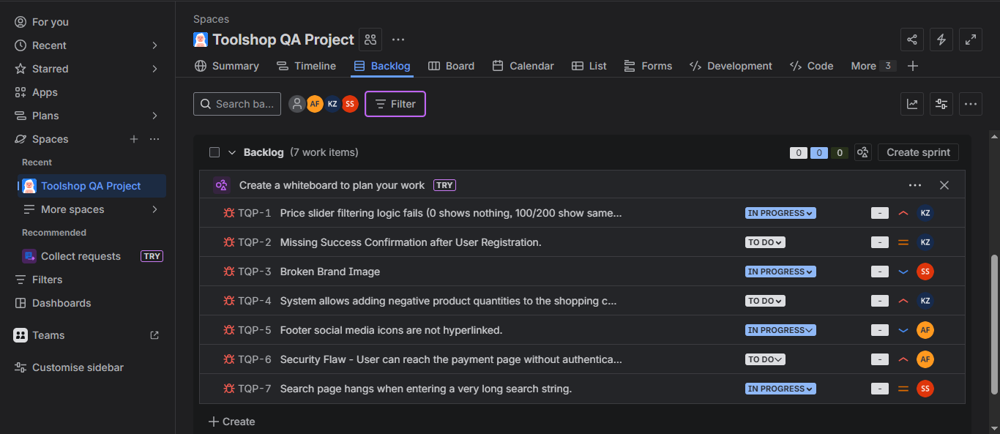 For you
Recent
Starred
Apps
Plans
Spaces
Recent
Toolshop QA Project
More spaces
Recommended
Collect requests TRY
Filters
Dashboards
Teams
Customise sidebar
Spaces
Toolshop QA Project
Summary Timeline Backlog Board Calendar List Forms Development Code More 3
Search ba... AF KZ SS Filter
Backlog (7 work items) 0 0 0 Create sprint
Create a whiteboard to plan your work TRY
TQP-1 Price slider filtering logic fails (0 shows nothing, 100/200 show same... IN PROGRESS - KZ
TQP-2 Missing Success Confirmation after User Registration. TO DO - KZ
TQP-3 Broken Brand Image IN PROGRESS - SS
TQP-4 System allows adding negative product quantities to the shopping c... TO DO - KZ
TQP-5 Footer social media icons are not hyperlinked. IN PROGRESS - AF
TQP-6 Security Flaw - User can reach the payment page without authentica... TO DO - AF
TQP-7 Search page hangs when entering a very long search string. IN PROGRESS - SS
Create